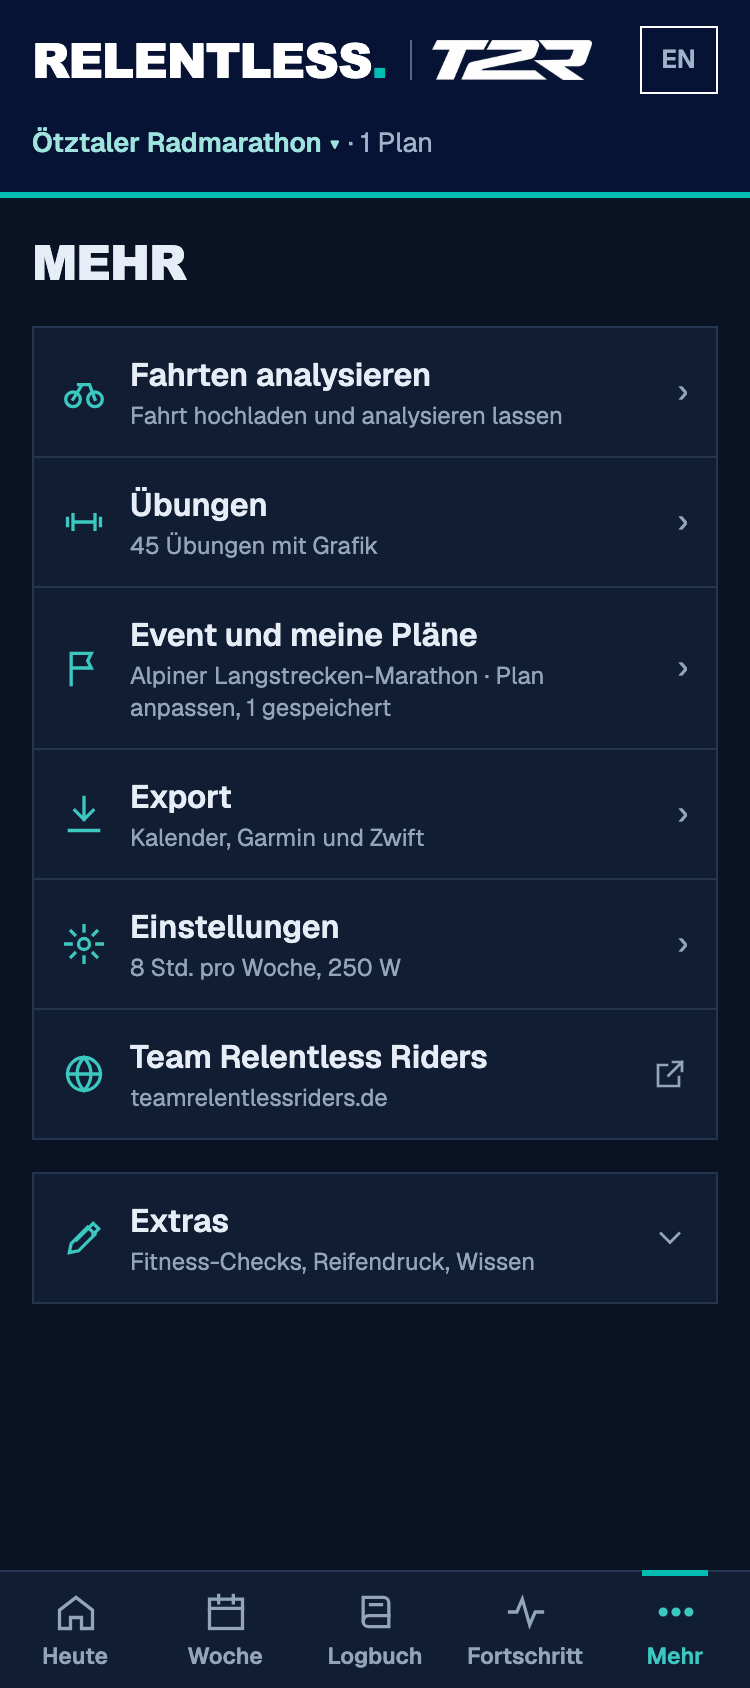 RELENTLESS. T2R EN
Ötztaler Radmarathon ▾ · 1 Plan
MEHR
Fahrten analysieren
Fahrt hochladen und analysieren lassen
Übungen
45 Übungen mit Grafik
Event und meine Pläne
Alpiner Langstrecken-Marathon · Plan
anpassen, 1 gespeichert
Export
Kalender, Garmin und Zwift
Einstellungen
8 Std. pro Woche, 250 W
Team Relentless Riders
teamrelentlessriders.de
Extras
Fitness-Checks, Reifendruck, Wissen
Heute Woche Logbuch Fortschritt Mehr